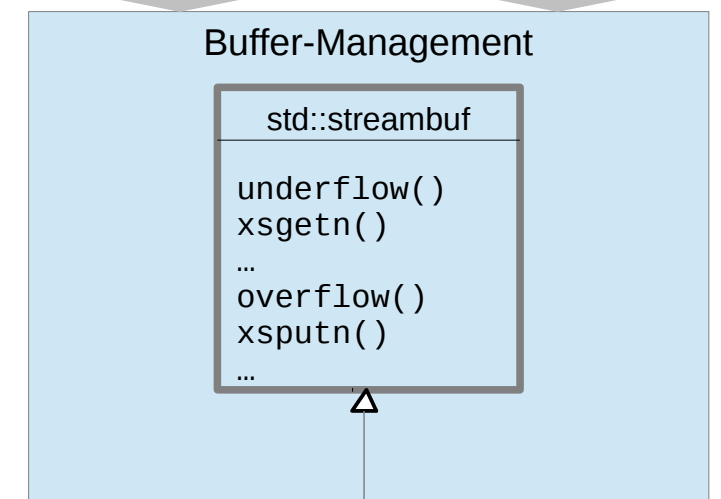 Buffer-Management
std::streambuf
underflow()
xsgetn()
…
overflow()
xsputn()
…